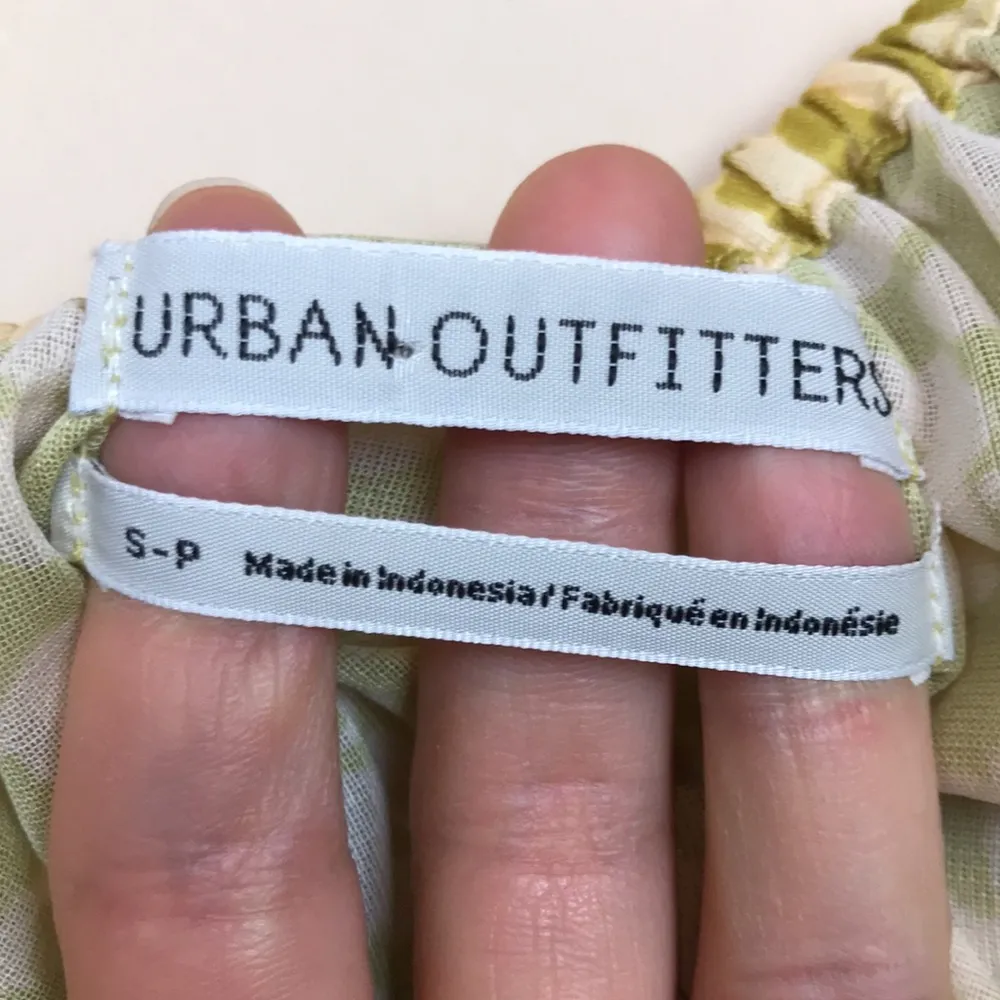 URBAN OUTFITTERS
S-P Made in Indonesia / Fabriqué en Indonésie